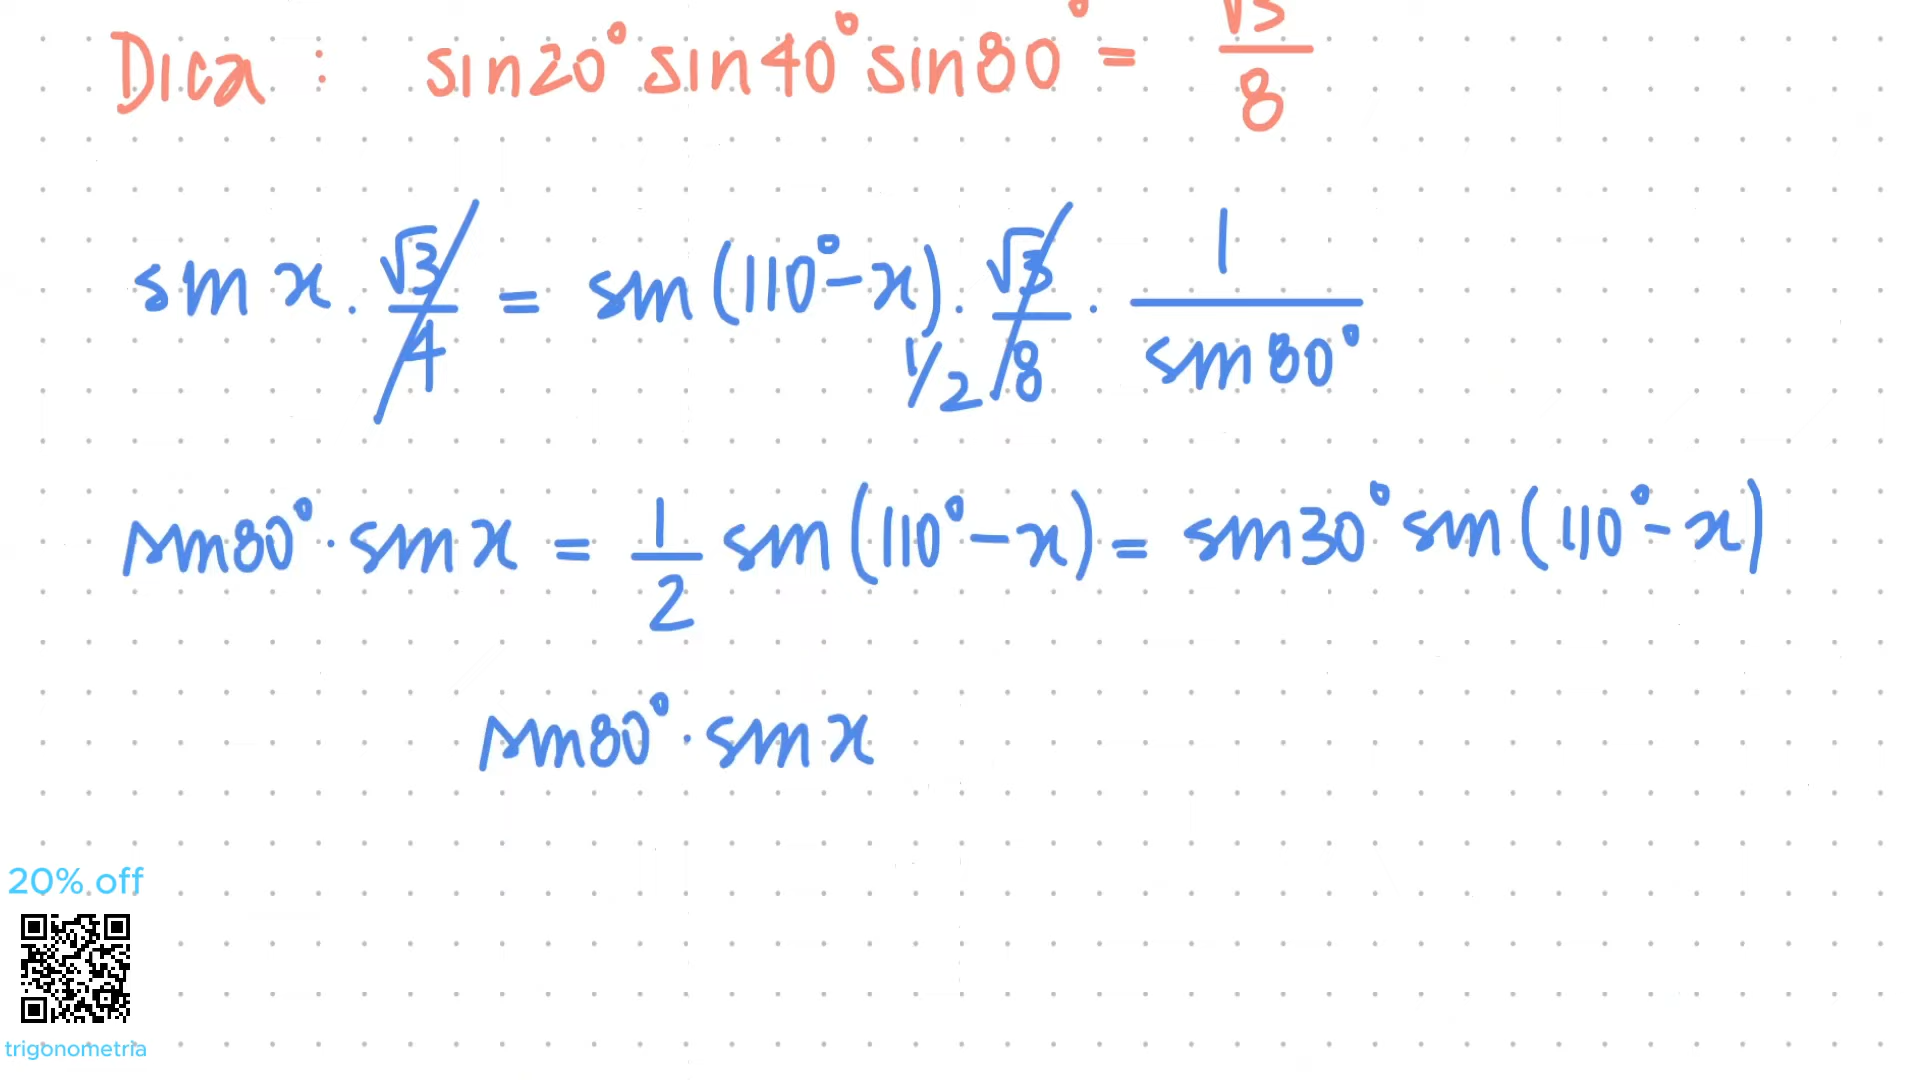 Dica : sin20° sin40° sin80° = √3/8
sin x · √3/4 = sin(110° - x) · √3/8 · 1/sin80°
1/2
sin80° · sin x = 1/2 sin(110° - x) = sin30° sin(110° - x)
sin80° · sin x
20% off
trigonometria